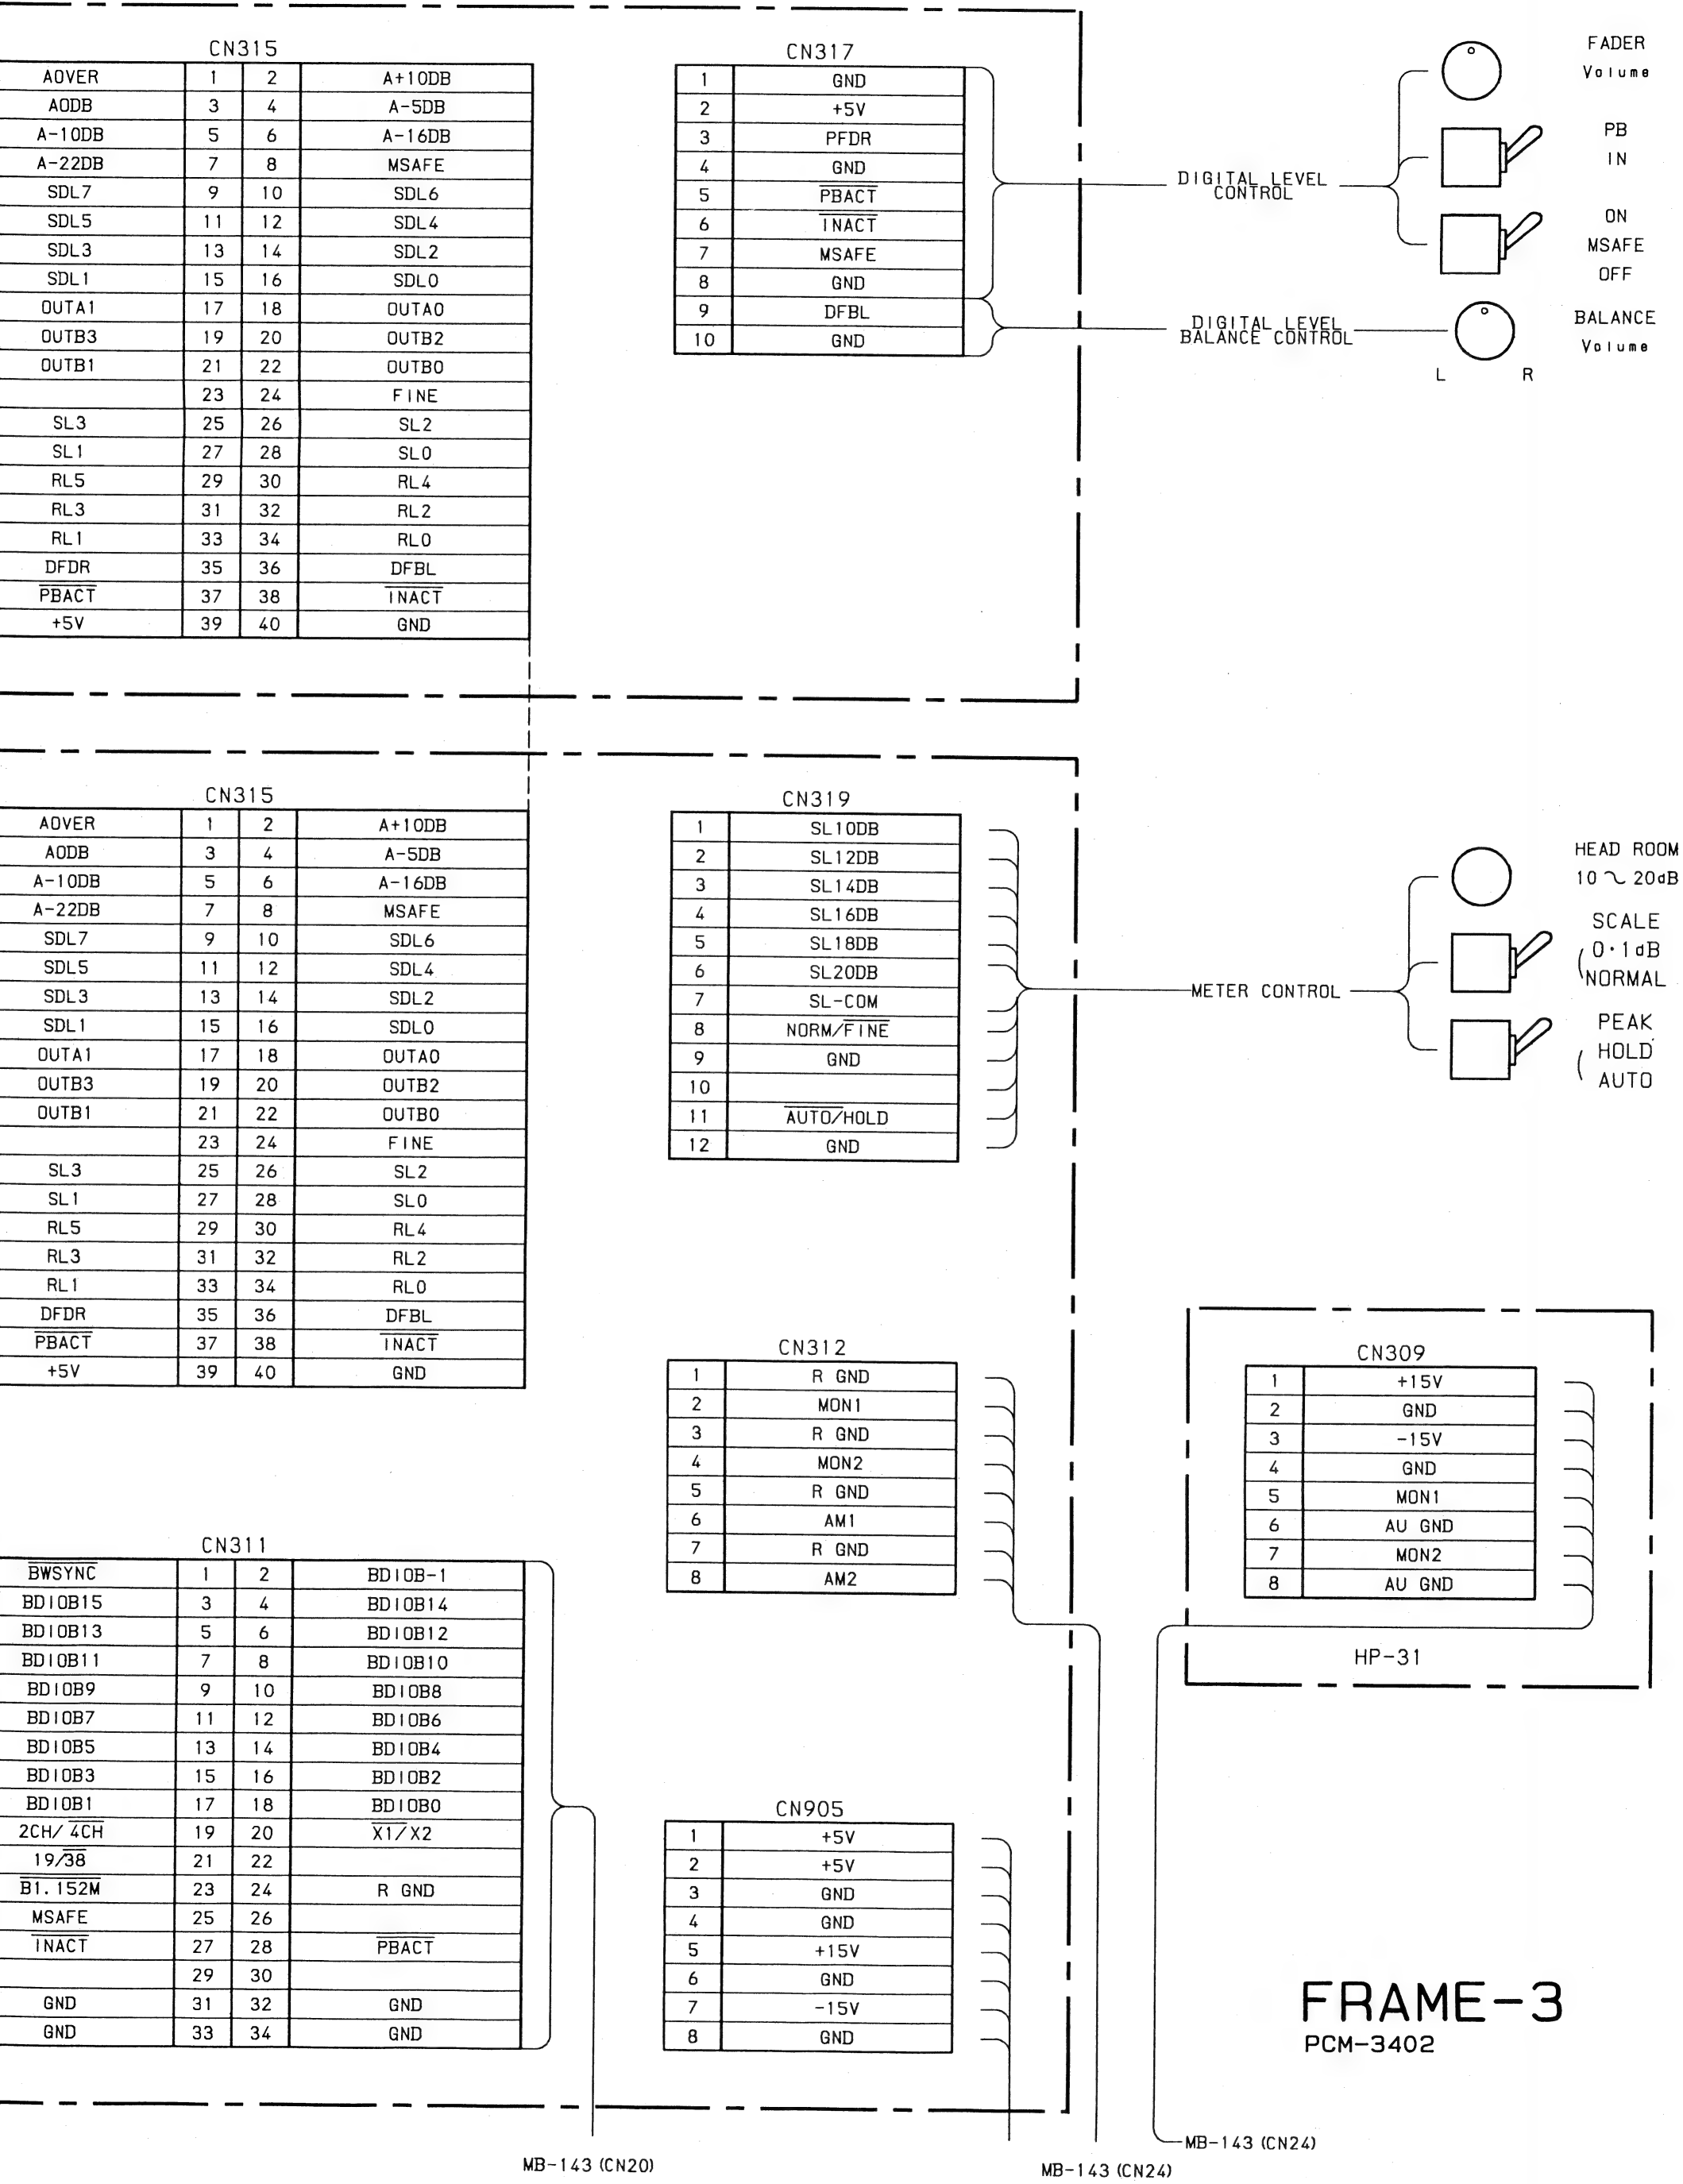 CN315
AOVER 1 2 A+10DB
AODB 3 4 A-5DB
A-10DB 5 6 A-16DB
A-22DB 7 8 MSAFE
SDL7 9 10 SDL6
SDL5 11 12 SDL4
SDL3 13 14 SDL2
SDL1 15 16 SDL0
OUTA1 17 18 OUTA0
OUTB3 19 20 OUTB2
OUTB1 21 22 OUTB0
23 24 FINE
SL3 25 26 SL2
SL1 27 28 SL0
RL5 29 30 RL4
RL3 31 32 RL2
RL1 33 34 RL0
DFDR 35 36 DFBL
PBACT 37 38 INACT
+5V 39 40 GND
CN317
1 GND
2 +5V
3 PFDR
4 GND
5 PBACT
6 INACT
7 MSAFE
8 GND
9 DFBL
10 GND
DIGITAL LEVEL
CONTROL
DIGITAL LEVEL
BALANCE CONTROL
FADER
Volume
PB
IN
ON
MSAFE
OFF
BALANCE
Volume
L R
CN315
AOVER 1 2 A+10DB
AODB 3 4 A-5DB
A-10DB 5 6 A-16DB
A-22DB 7 8 MSAFE
SDL7 9 10 SDL6
SDL5 11 12 SDL4
SDL3 13 14 SDL2
SDL1 15 16 SDL0
OUTA1 17 18 OUTA0
OUTB3 19 20 OUTB2
OUTB1 21 22 OUTB0
23 24 FINE
SL3 25 26 SL2
SL1 27 28 SL0
RL5 29 30 RL4
RL3 31 32 RL2
RL1 33 34 RL0
DFDR 35 36 DFBL
PBACT 37 38 INACT
+5V 39 40 GND
CN319
1 SL10DB
2 SL12DB
3 SL14DB
4 SL16DB
5 SL18DB
6 SL20DB
7 SL-COM
8 NORM/FINE
9 GND
10
11 AUTO/HOLD
12 GND
METER CONTROL
HEAD ROOM
10 ~ 20dB
SCALE
0·1dB
NORMAL
PEAK
HOLD
AUTO
CN312
1 R GND
2 MON1
3 R GND
4 MON2
5 R GND
6 AM1
7 R GND
8 AM2
CN309
1 +15V
2 GND
3 -15V
4 GND
5 MON1
6 AU GND
7 MON2
8 AU GND
HP-31
CN311
BWSYNC 1 2 BDIOB-1
BDIOB15 3 4 BDIOB14
BDIOB13 5 6 BDIOB12
BDIOB11 7 8 BDIOB10
BDIOB9 9 10 BDIOB8
BDIOB7 11 12 BDIOB6
BDIOB5 13 14 BDIOB4
BDIOB3 15 16 BDIOB2
BDIOB1 17 18 BDIOB0
2CH/ 4CH 19 20 X1/X2
19/38 21 22
B1.152M 23 24 R GND
MSAFE 25 26
INACT 27 28 PBACT
29 30
GND 31 32 GND
GND 33 34 GND
CN905
1 +5V
2 +5V
3 GND
4 GND
5 +15V
6 GND
7 -15V
8 GND
FRAME-3
PCM-3402
MB-143 (CN20)
MB-143 (CN24)
MB-143 (CN24)